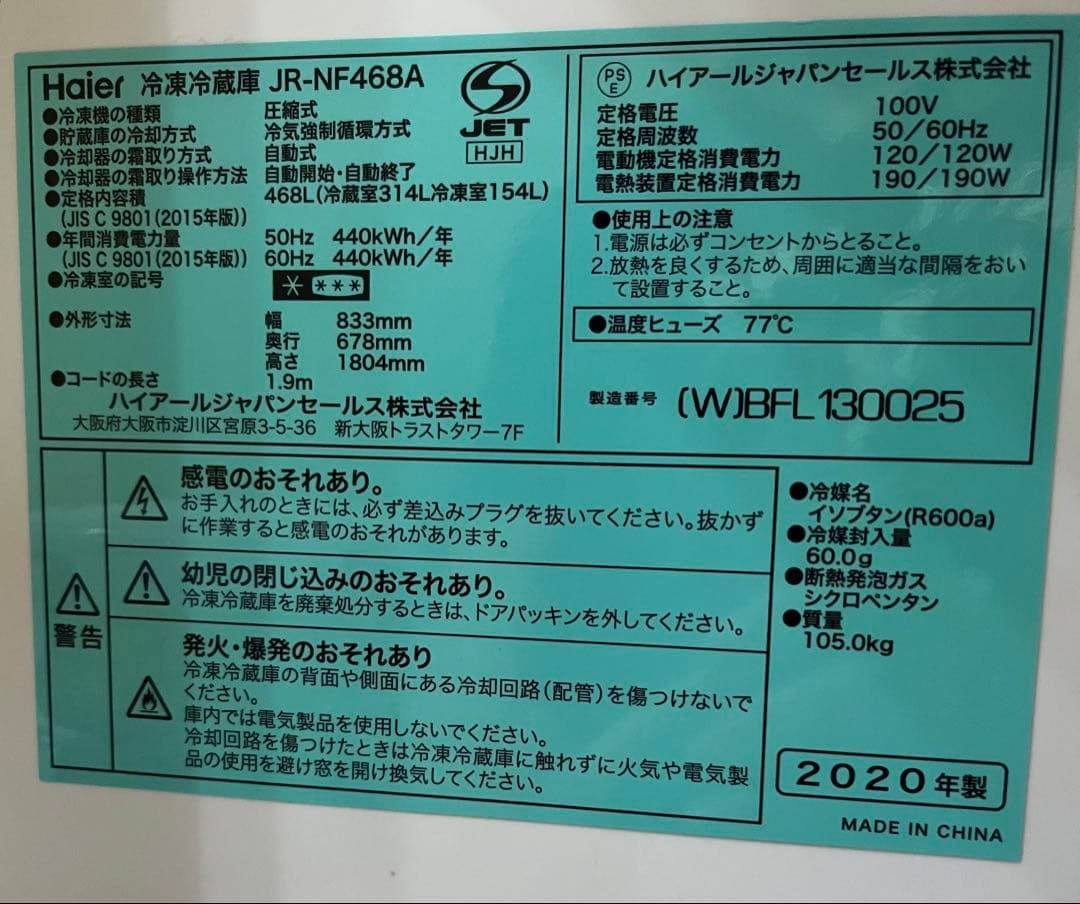 Haier 冷凍冷蔵庫 JR-NF468A
●冷凍機の種類 圧縮式
●貯蔵庫の冷却方式 冷気強制循環方式
●冷却器の霜取り方式 自動式
●冷却器の霜取り操作方法 自動開始・自動終了
●定格内容積 468L(冷蔵室314L冷凍室154L)
(JIS C 9801(2015年版))
●年間消費電力量 50Hz 440kWh/年
(JIS C 9801(2015年版)) 60Hz 440kWh/年
●冷凍室の記号
●外形寸法 幅 833mm
奥行 678mm
高さ 1804mm
●コードの長さ 1.9m
ハイアールジャパンセールス株式会社
大阪府大阪市淀川区宮原3-5-36 新大阪トラストタワー7F
JET
HJH
PS
E
ハイアールジャパンセールス株式会社
定格電圧 100V
定格周波数 50/60Hz
電動機定格消費電力 120/120W
電熱装置定格消費電力 190/190W
●使用上の注意
1.電源は必ずコンセントからとること。
2.放熱を良くするため、周囲に適当な間隔をおい
て設置すること。
●温度ヒューズ 77℃
製造番号 (W)BFL130025
警告
感電のおそれあり。
お手入れのときには、必ず差込みプラグを抜いてください。抜かず
に作業すると感電のおそれがあります。
幼児の閉じ込みのおそれあり。
冷凍冷蔵庫を廃棄処分するときは、ドアパッキンを外してください。
発火・爆発のおそれあり
冷凍冷蔵庫の背面や側面にある冷却回路(配管)を傷つけないで
ください。
庫内では電気製品を使用しないでください。
冷却回路を傷つけたときは冷凍冷蔵庫に触れずに火気や電気製
品の使用を避け窓を開け換気してください。
●冷媒名
イソブタン(R600a)
●冷媒封入量
60.0g
●断熱発泡ガス
シクロペンタン
●質量
105.0kg
2020年製
MADE IN CHINA